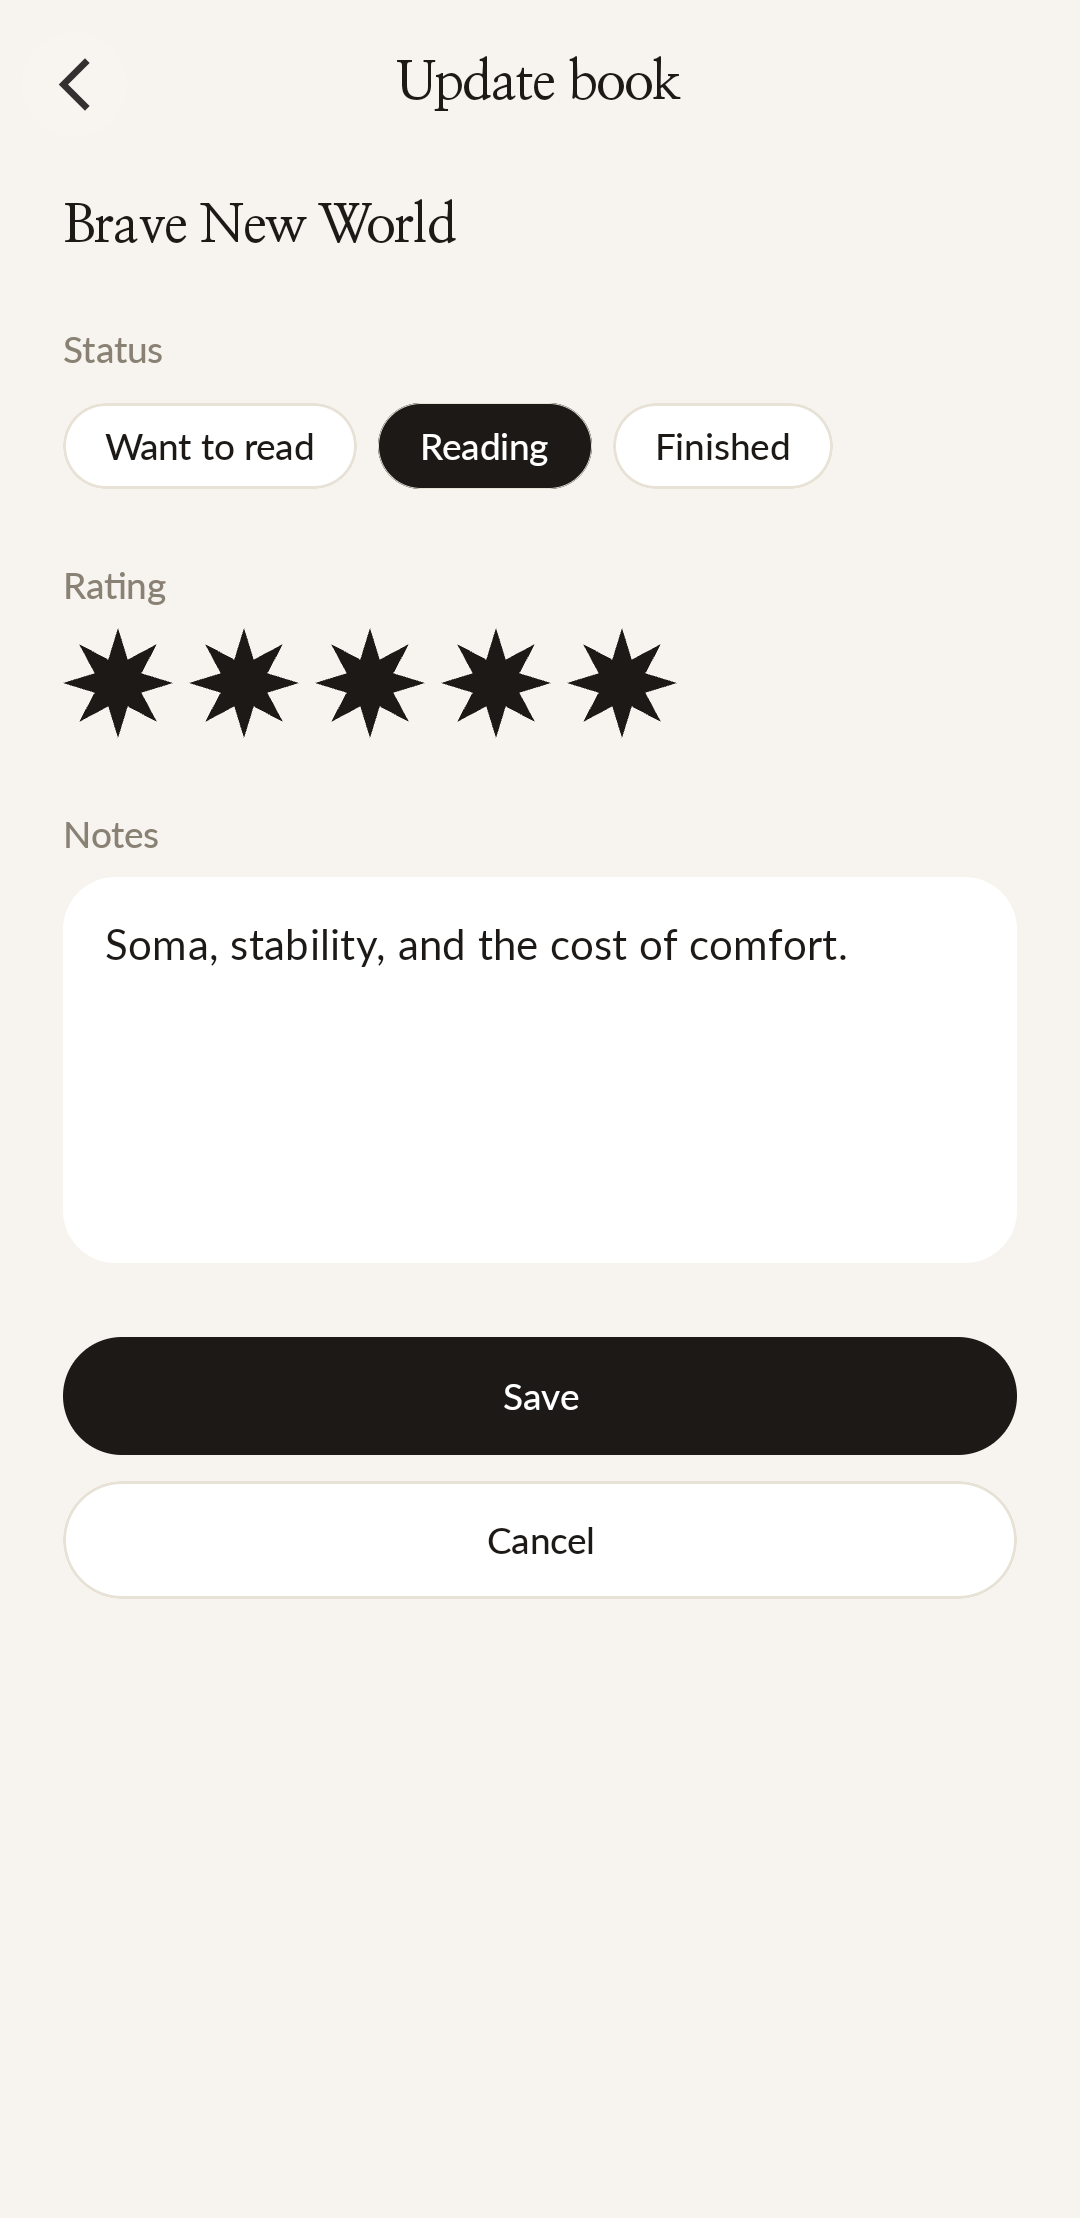 Update book
Brave New World
Status
Want to read Reading Finished
Rating
Notes
Soma, stability, and the cost of comfort.
Save
Cancel